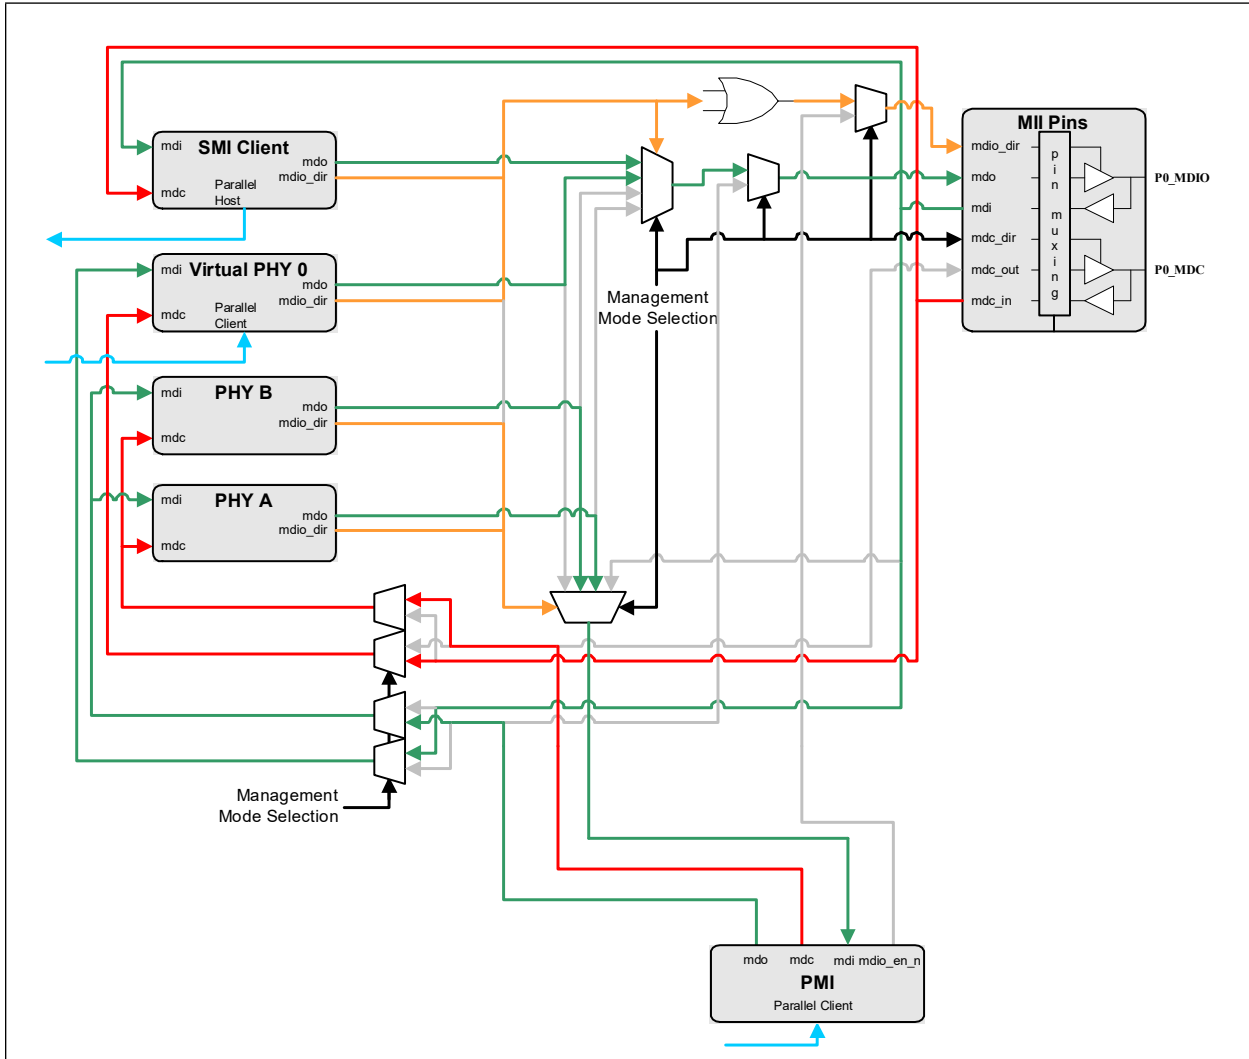 SMI Client
mdi
mdo
mdio_dir
mdc
Parallel
Host
Virtual PHY 0
mdi
mdo
mdio_dir
mdc
Parallel
Client
PHY B
mdi
mdo
mdio_dir
mdc
PHY A
mdi
mdo
mdio_dir
mdc
Management
Mode Selection
MII Pins
mdio_dir
mdo
mdi
mdc_dir
mdc_out
mdc_in
pin muxing
P0_MDIO
P0_MDC
Management
Mode Selection
mdo mdc mdi mdio_en_n
PMI
Parallel Client